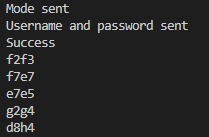 Mode sent
Username and password sent
Success
f2f3
f7e7
e7e5
g2g4
d8h4